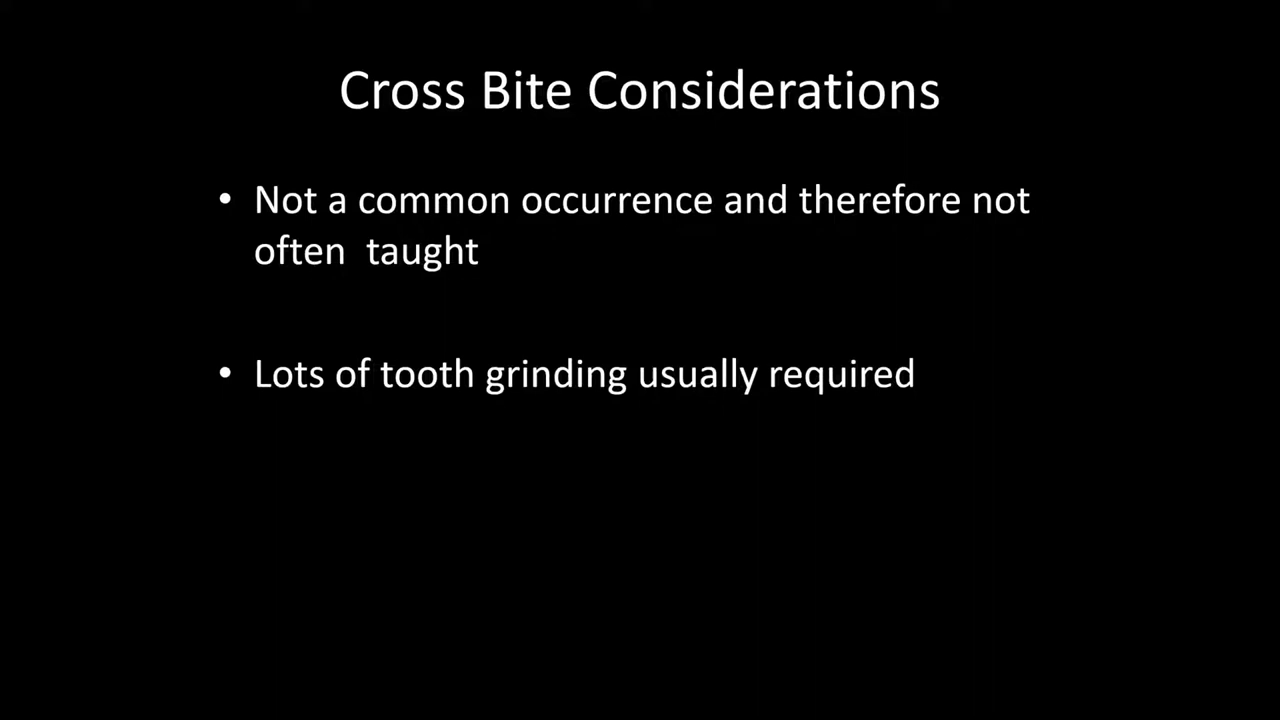 Cross Bite Considerations
• Not a common occurrence and therefore not
often  taught
• Lots of tooth grinding usually required